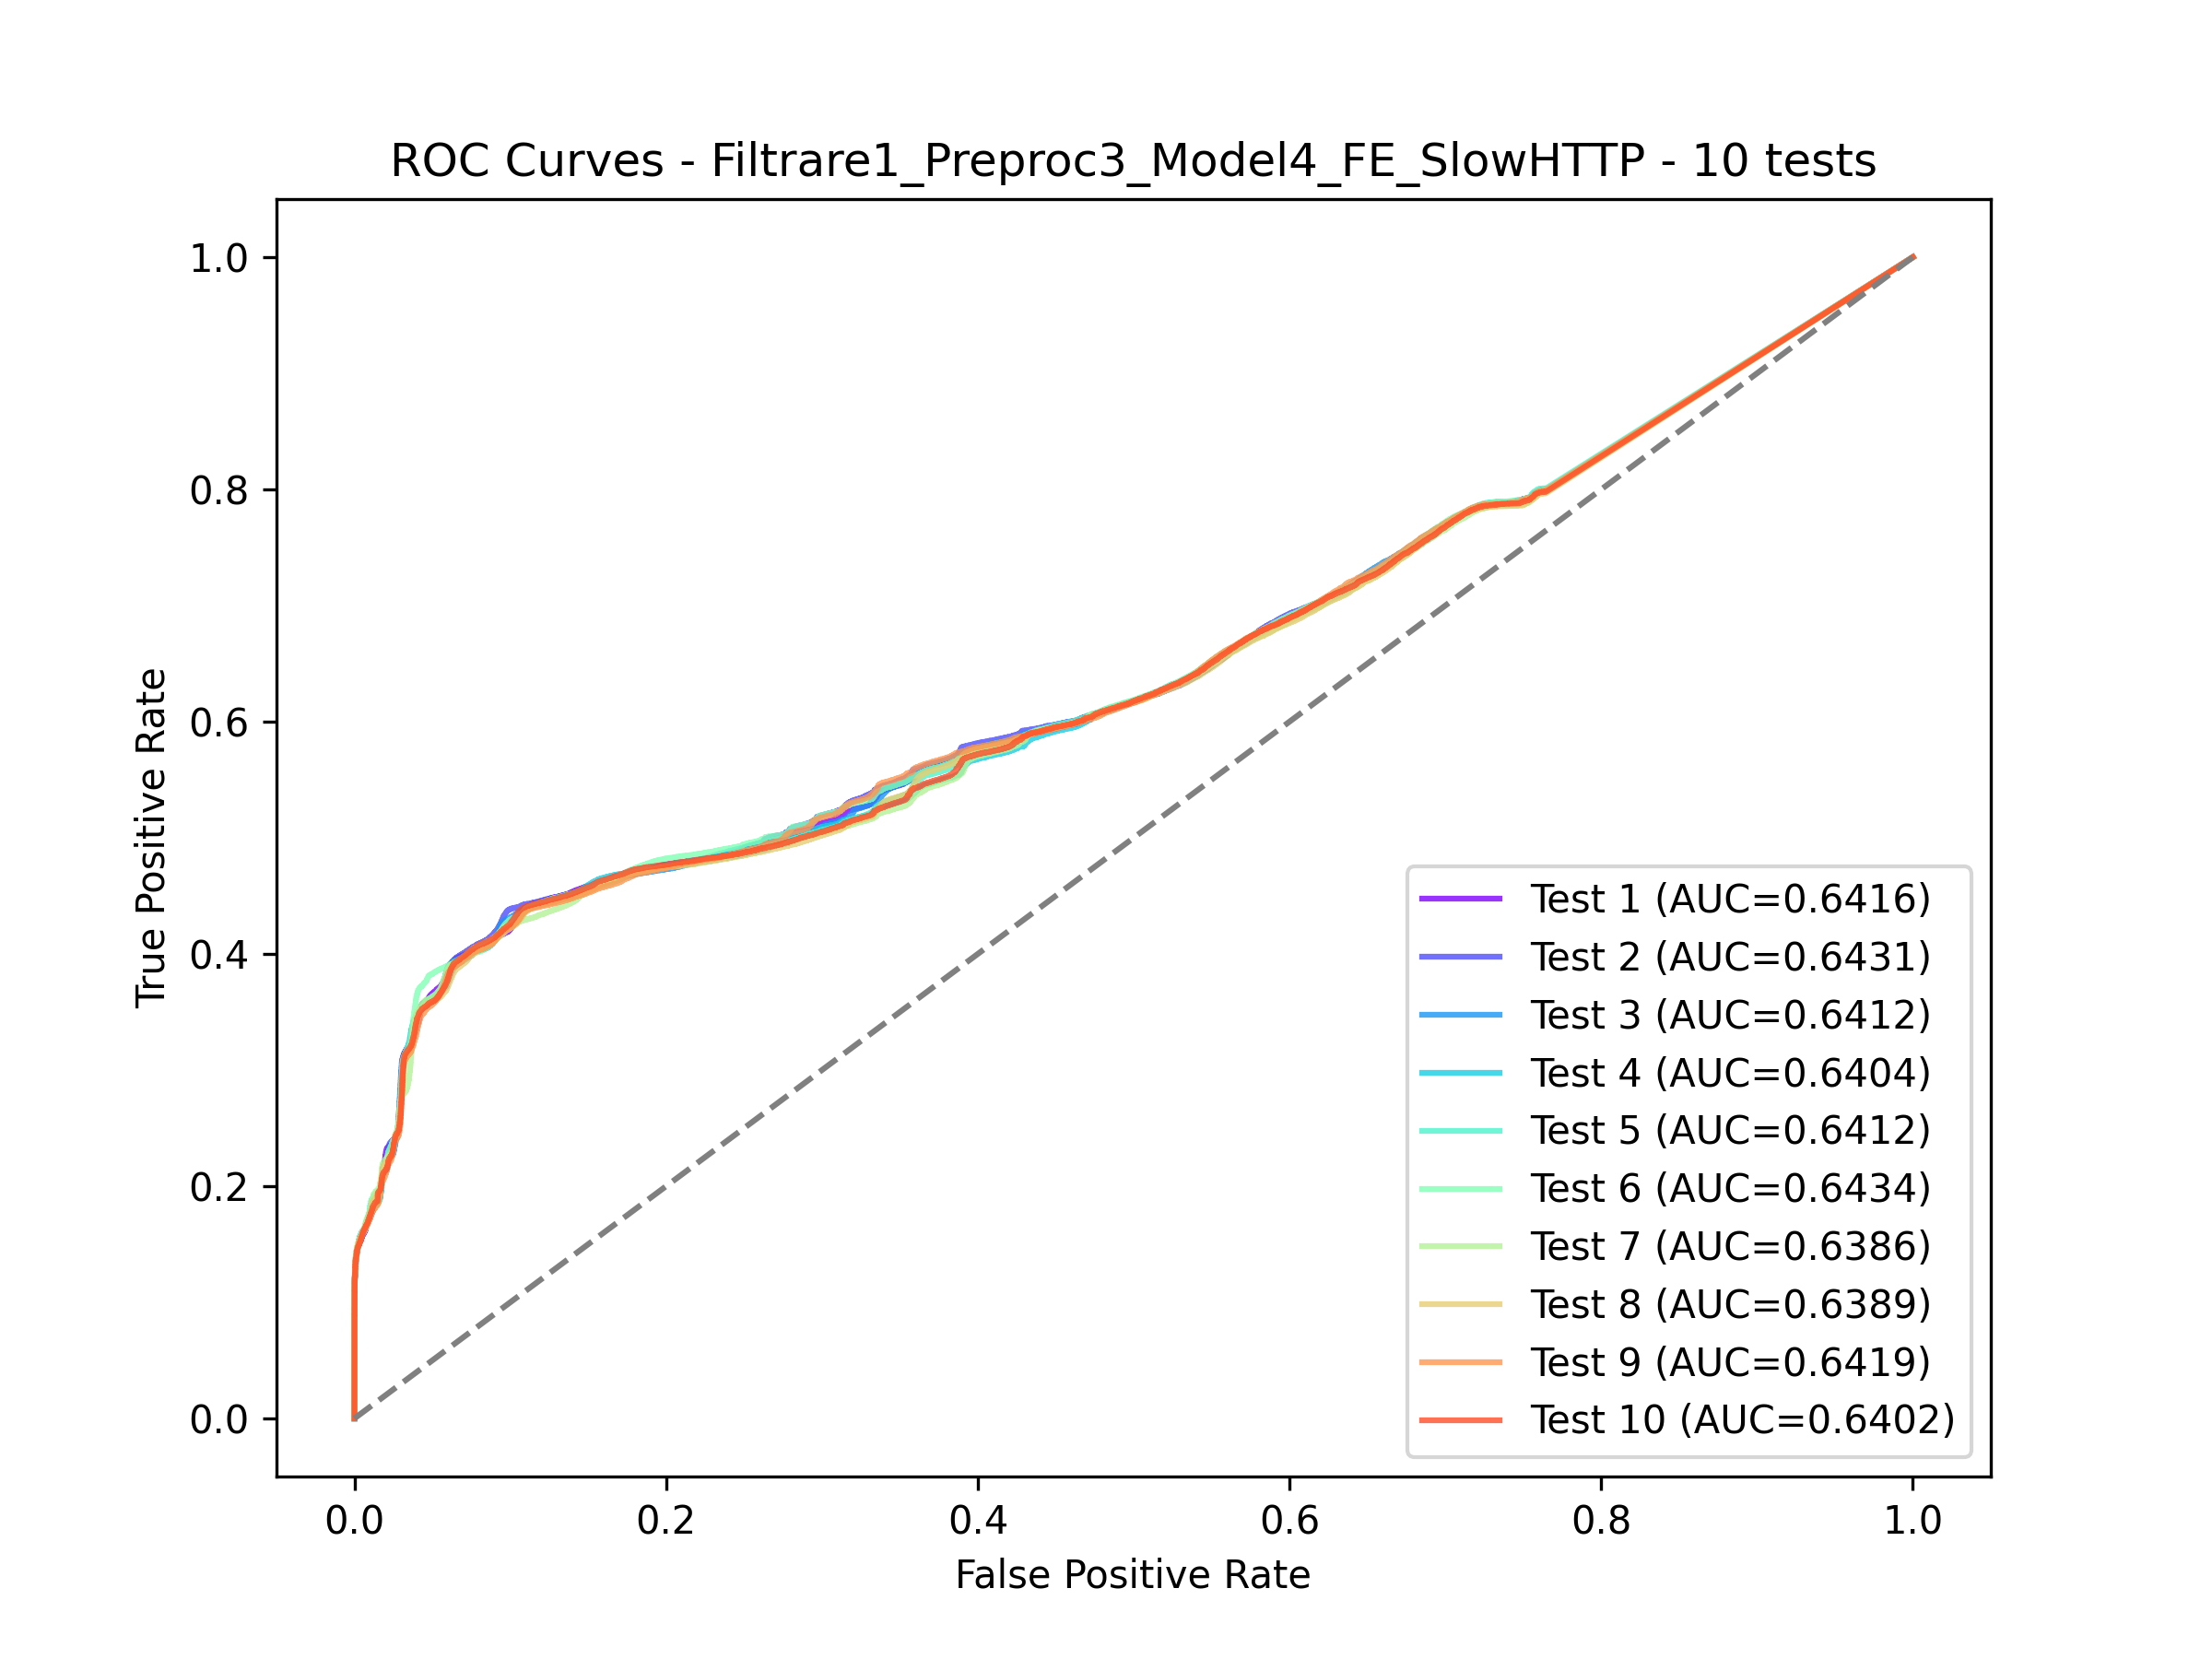 ROC Curves - Filtrare1_Preproc3_Model4_FE_SlowHTTP - 10 tests
1.0
0.8
0.6
0.4
0.2
0.0
True Positive Rate
Test 1 (AUC=0.6416)
Test 2 (AUC=0.6431)
Test 3 (AUC=0.6412)
Test 4 (AUC=0.6404)
Test 5 (AUC=0.6412)
Test 6 (AUC=0.6434)
Test 7 (AUC=0.6386)
Test 8 (AUC=0.6389)
Test 9 (AUC=0.6419)
Test 10 (AUC=0.6402)
0.0 0.2 0.4 0.6 0.8 1.0
False Positive Rate